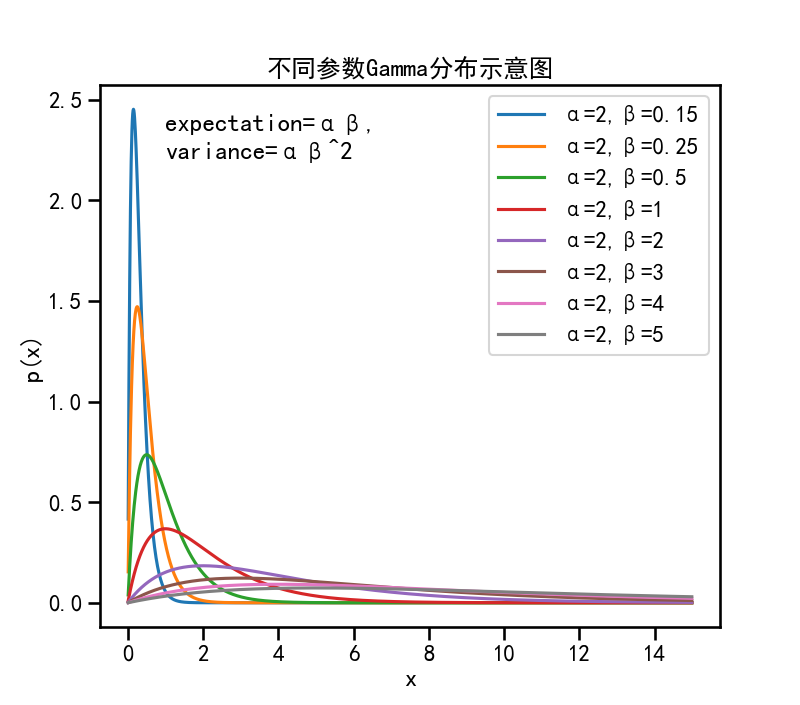 不同参数Gamma分布示意图
expectation=αβ,
variance=αβ^2
α=2, β=0.15
α=2, β=0.25
α=2, β=0.5
α=2, β=1
α=2, β=2
α=2, β=3
α=2, β=4
α=2, β=5
p(x)
2.5
2.0
1.5
1.0
0.5
0.0
0 2 4 6 8 10 12 14
x